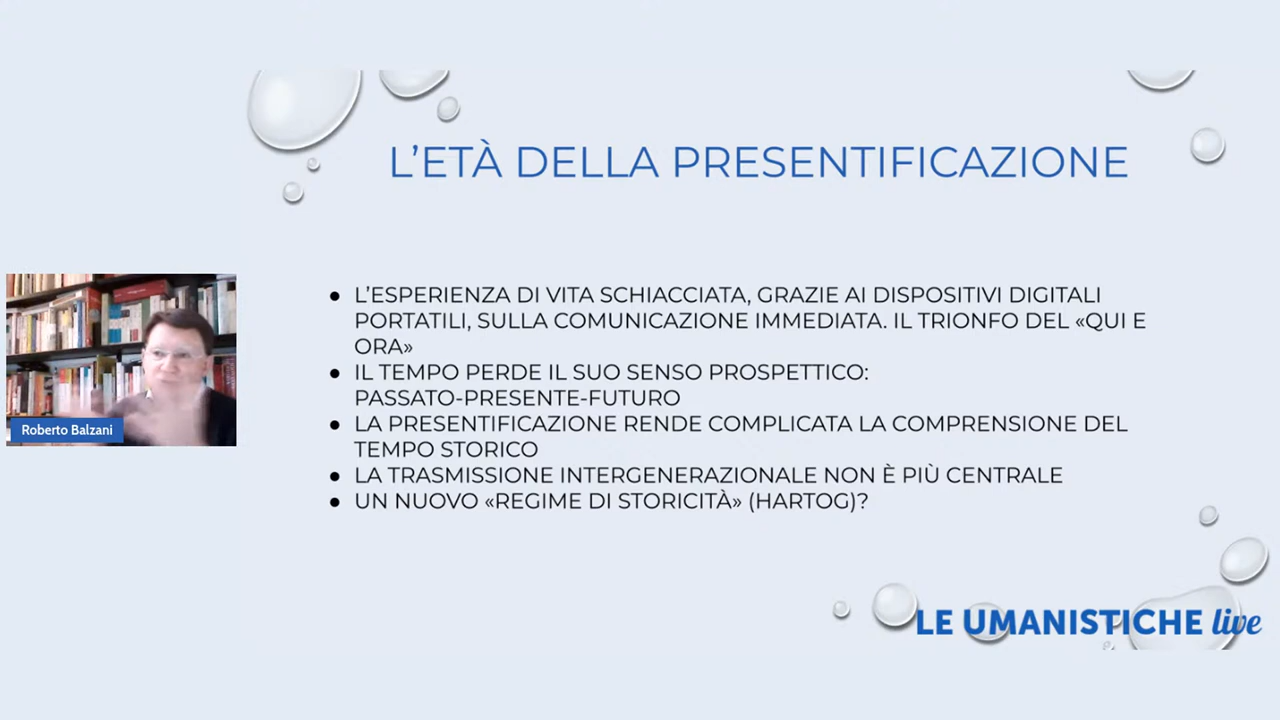 L'ETÀ DELLA PRESENTIFICAZIONE
● L'ESPERIENZA DI VITA SCHIACCIATA, GRAZIE AI DISPOSITIVI DIGITALI
PORTATILI, SULLA COMUNICAZIONE IMMEDIATA. IL TRIONFO DEL «QUI E
ORA»
● IL TEMPO PERDE IL SUO SENSO PROSPETTICO:
PASSATO-PRESENTE-FUTURO
● LA PRESENTIFICAZIONE RENDE COMPLICATA LA COMPRENSIONE DEL
TEMPO STORICO
● LA TRASMISSIONE INTERGENERAZIONALE NON È PIÙ CENTRALE
● UN NUOVO «REGIME DI STORICITÀ» (HARTOG)?
Roberto Balzani
LE UMANISTICHE live